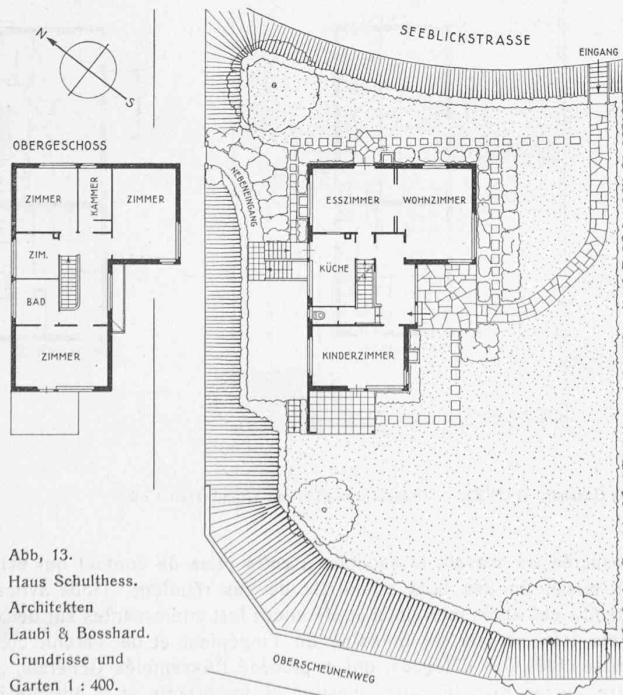 SEEBLICKSTRASSE
EINGANG
N
S
OBERGESCHOSS
ZIMMER
KAMMER
ZIMMER
ZIM.
BAD
ZIMMER
NEBENEINGANG
ESSZIMMER
WOHNZIMMER
KÜCHE
KINDERZIMMER
Abb, 13.
Haus Schulthess.
Architekten
Laubi & Bosshard.
Grundrisse und
Garten 1 : 400.
OBERSCHEUNENWEG